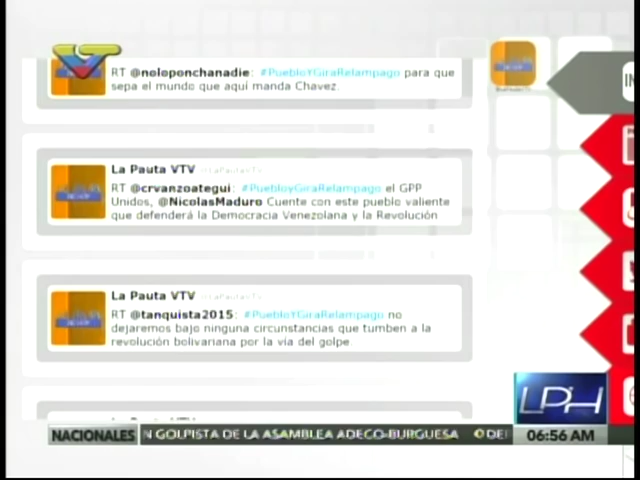 RT @noloponchanadie: #PuebloYGiraRelampago para que
sepa el mundo que aquí manda Chavez.
La Pauta VTV
RT @crvanzoategui: #PuebloyGiraRelampago el GPP
Unidos, @NicolasMaduro Cuente con este pueblo valiente
que defenderá la Democracia Venezolana y la Revolución
La Pauta VTV
RT @tanquista2015: #PuebloYGiraRelampago no
dejaremos bajo ninguna circunstancias que tumben a la
revolución bolivariana por la vía del golpe.
LPH
NACIONALES
N GOLPISTA DE LA ASAMBLEA ADECO-BURGUESA
DE
06:56 AM